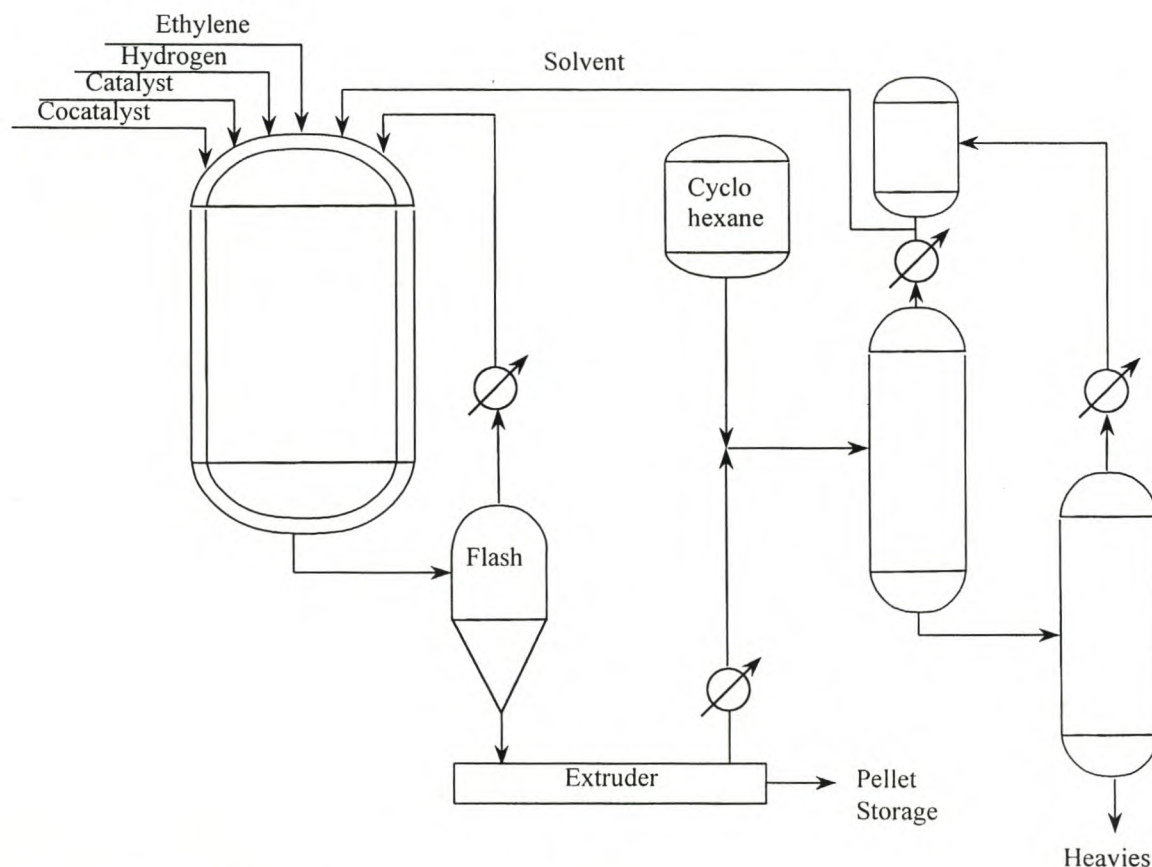 Ethylene
Hydrogen
Catalyst
Cocatalyst
Solvent
Cyclo
hexane
Flash
Extruder
Pellet
Storage
Heavies